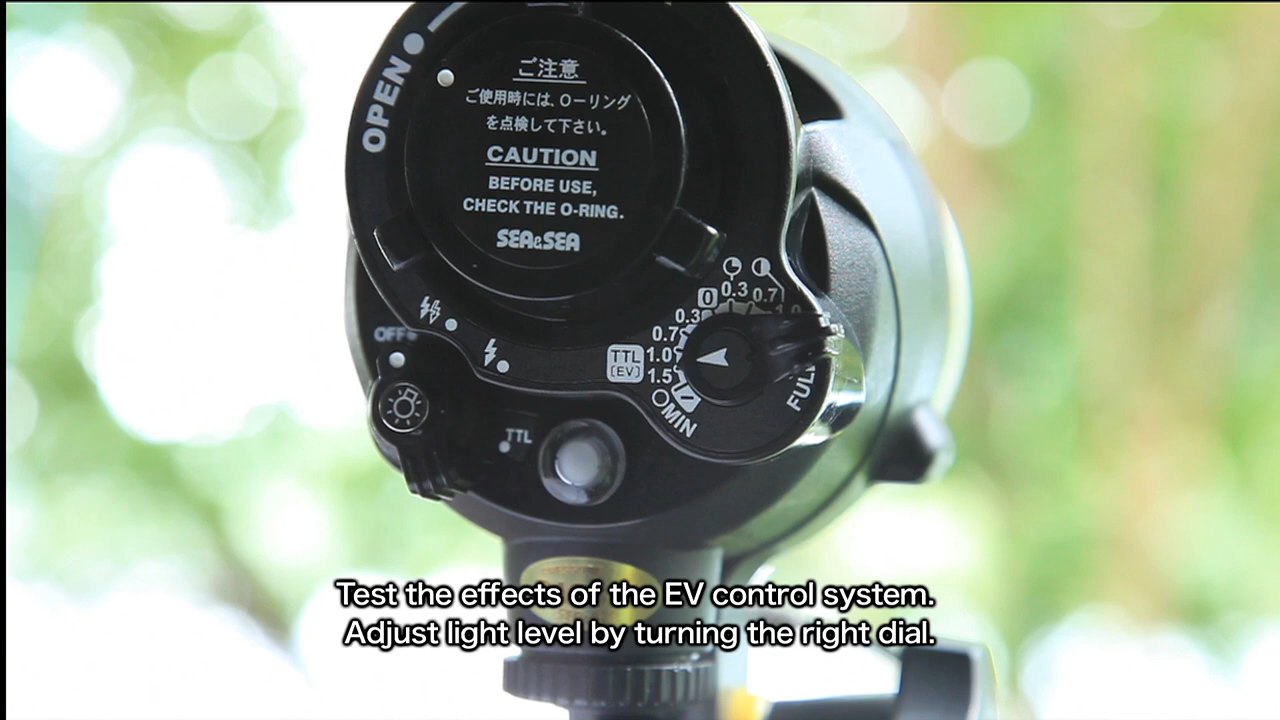 OPEN
ご注意
ご使用時には、Oーリング
を点検して下さい。
CAUTION
BEFORE USE,
CHECK THE O-RING.
SEA&SEA
OFF
TTL
0
0.3
0.7
1.0
0.3
0.7
1.0
1.5
TTL
[EV]
MIN
FULL
Test the effects of the EV control system.
Adjust light level by turning the right dial.